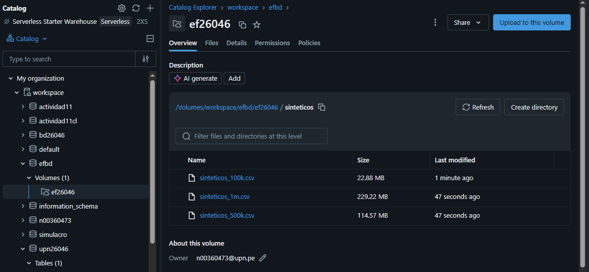 Catalog
Serverless Starter Warehouse Serverless 2XS
Catalog
Type to search
My organization
workspace
actividad11
actividad11cl
bd26046
default
efbd
Volumes (1)
ef26046
information_schema
n00360473
simulacro
upn26046
Tables (1)
Catalog Explorer > workspace > efbd >
ef26046
Share
Upload to this volume
Overview Files Details Permissions Policies
Description
AI generate Add
/Volumes/workspace/efbd/ef26046 / sinteticos
Refresh
Create directory
Filter files and directories at this level
Name Size Last modified
sinteticos_100k.csv 22.88 MB 1 minute ago
sinteticos_1m.csv 229.22 MB 47 seconds ago
sinteticos_500k.csv 114.57 MB 47 seconds ago
About this volume
Owner n00360473@upn.pe